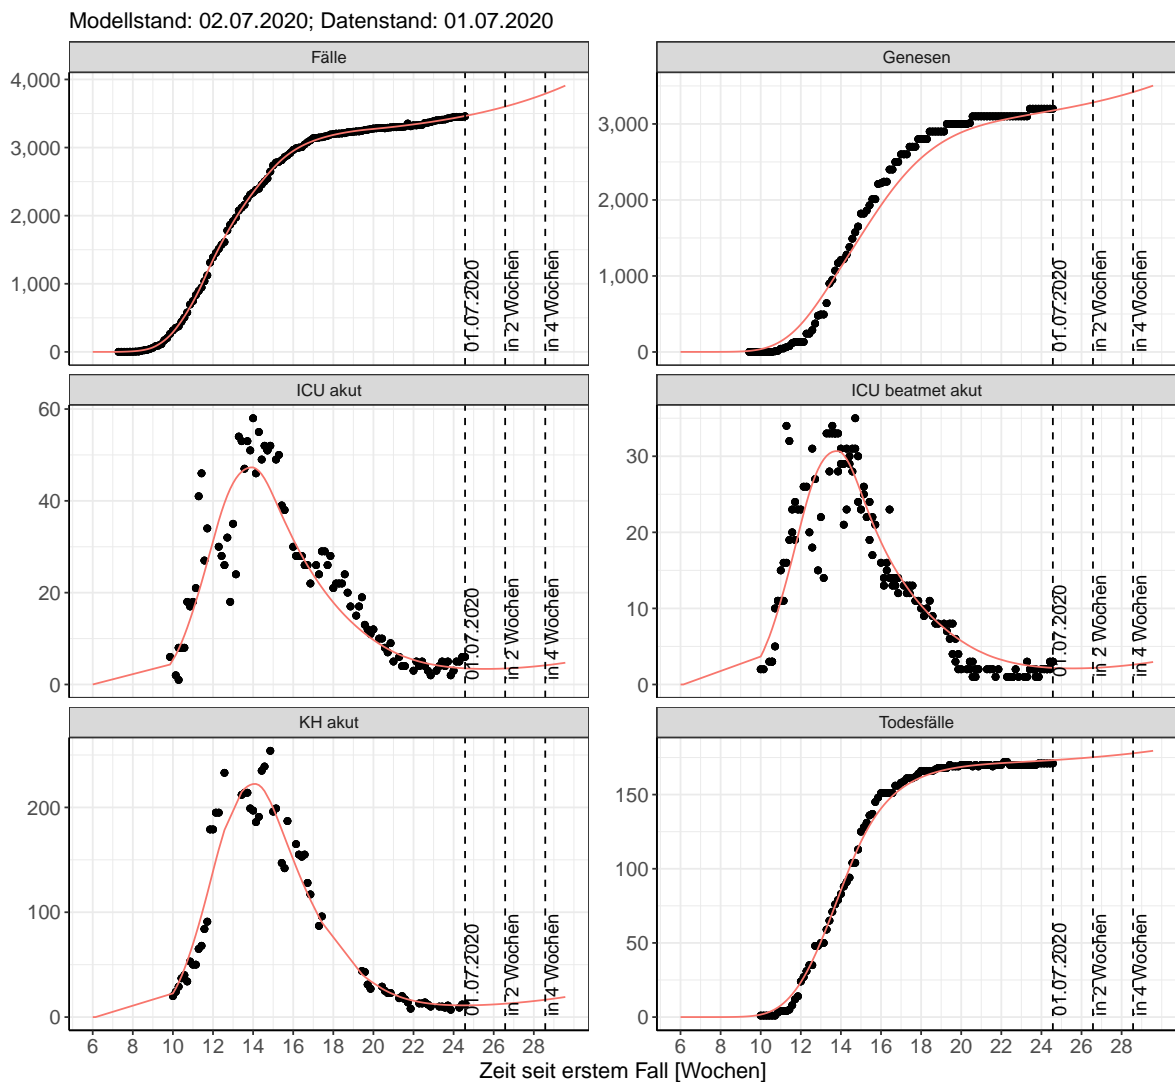 Modellstand: 02.07.2020; Datenstand: 01.07.2020
Fälle
4,000
3,000
2,000
1,000
0
01.07.2020
in 2 Wochen
in 4 Wochen
Genesen
3,000
2,000
1,000
0
01.07.2020
in 2 Wochen
in 4 Wochen
ICU akut
60
40
20
0
01.07.2020
in 2 Wochen
in 4 Wochen
ICU beatmet akut
30
20
10
0
01.07.2020
in 2 Wochen
in 4 Wochen
KH akut
200
100
0
01.07.2020
in 2 Wochen
in 4 Wochen
6 8 10 12 14 16 18 20 22 24 26 28
Todesfälle
150
100
50
0
01.07.2020
in 2 Wochen
in 4 Wochen
6 8 10 12 14 16 18 20 22 24 26 28
Zeit seit erstem Fall [Wochen]